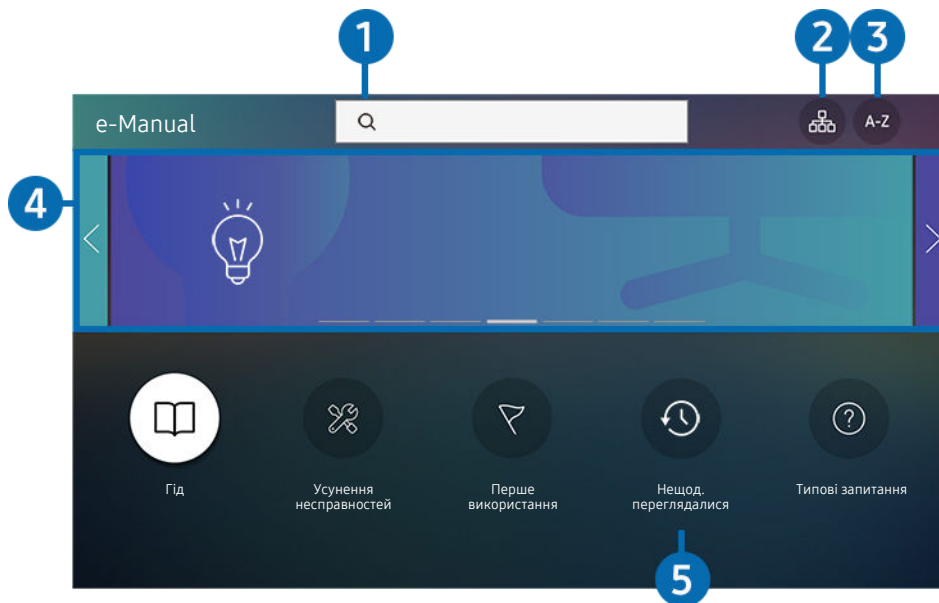 1
2
3
e-Manual
A-Z
4
Гід
Усунення
несправностей
Перше
використання
Нещод.
переглядалися
Типові запитання
5